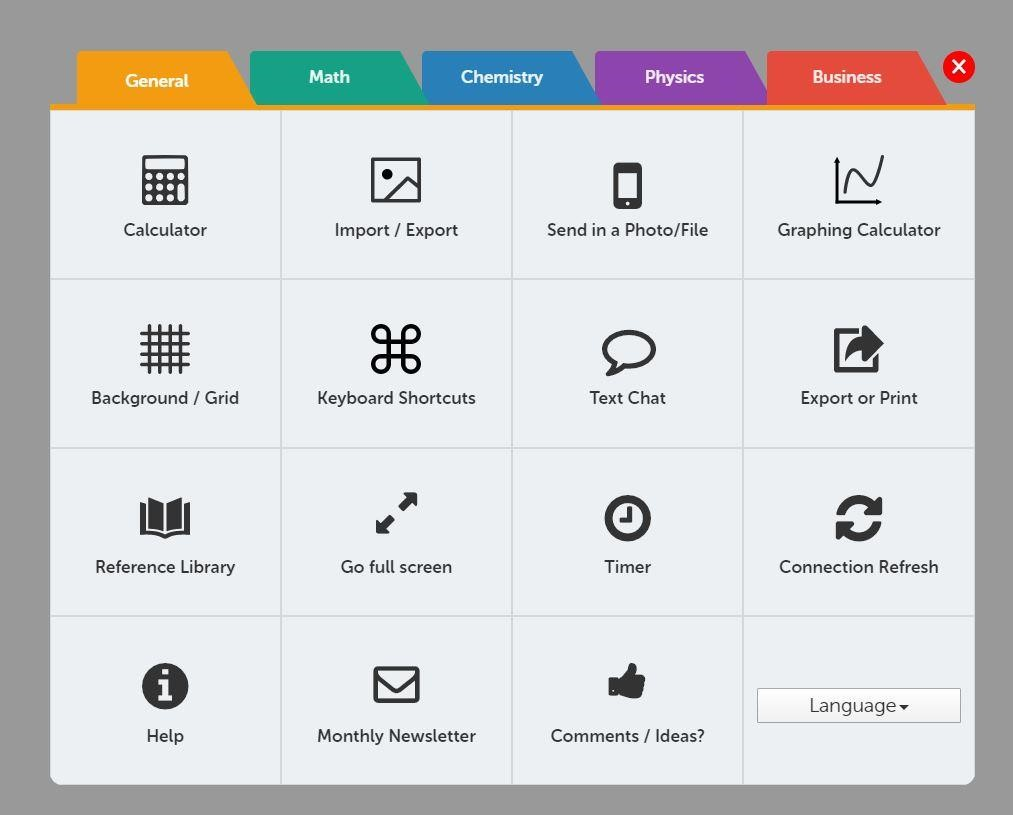 General
Math
Chemistry
Physics
Business
Calculator
Import / Export
Send in a Photo/File
Graphing Calculator
Background / Grid
Keyboard Shortcuts
Text Chat
Export or Print
Reference Library
Go full screen
Timer
Connection Refresh
Help
Monthly Newsletter
Comments / Ideas?
Language